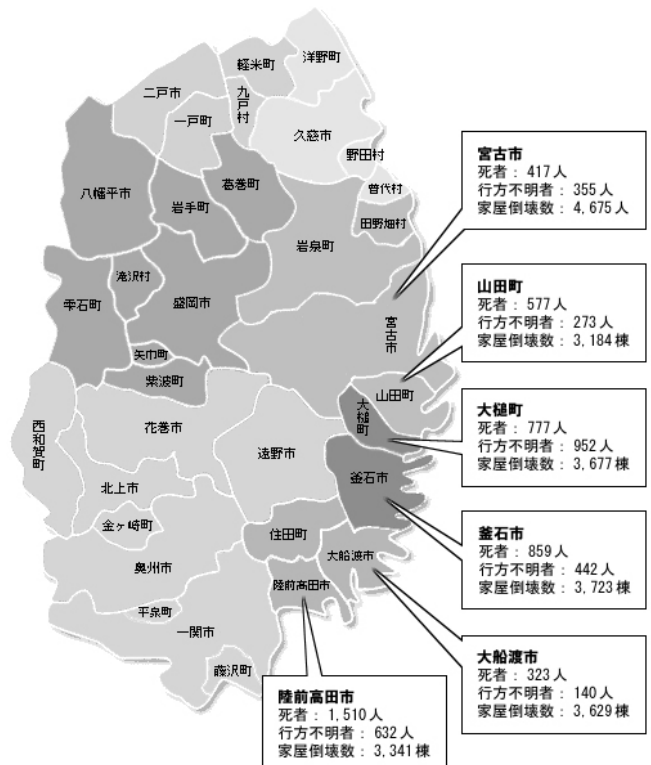 軽米町
洋野町
二戸市
九戸村
一戸町
久慈市
野田村
普代村
八幡平市
葛巻町
岩手町
田野畑村
岩泉町
滝沢村
雫石町
盛岡市
宮古市
矢巾町
紫波町
山田町
大槌町
西和賀町
花巻市
遠野市
釜石市
北上市
金ヶ崎町
住田町
大船渡市
奥州市
陸前高田市
平泉町
一関市
藤沢町
宮古市
死者：417人
行方不明者：355人
家屋倒壊数：4,675人
山田町
死者：577人
行方不明者：273人
家屋倒壊数：3,184棟
大槌町
死者：777人
行方不明者：952人
家屋倒壊数：3,677棟
釜石市
死者：859人
行方不明者：442人
家屋倒壊数：3,723棟
大船渡市
死者：323人
行方不明者：140人
家屋倒壊数：3,629棟
陸前高田市
死者：1,510人
行方不明者：632人
家屋倒壊数：3,341棟